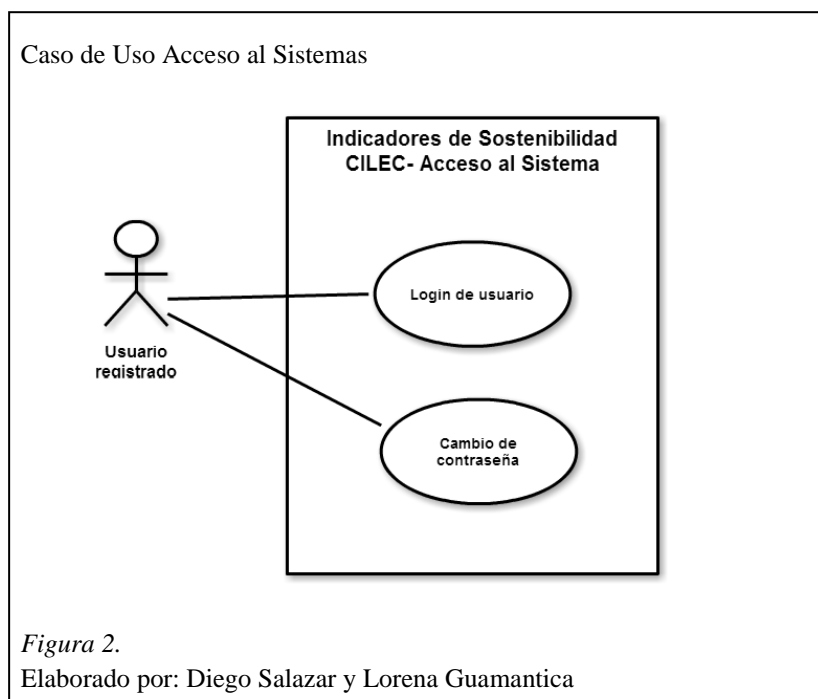 Caso de Uso Acceso al Sistemas
Indicadores de Sostenibilidad
CILEC- Acceso al Sistema
Login de usuario
Usuario
registrado
Cambio de
contraseña
Figura 2.
Elaborado por: Diego Salazar y Lorena Guamantica